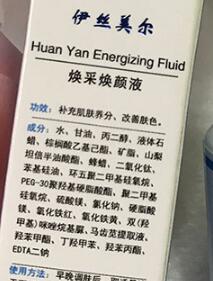 伊丝美尔
Huan Yan Energizing Fluid
焕采焕颜液
功效：补充肌肤养分、改善肤色。
成分：水、甘油、丙二醇、液体石
蜡、棕榈酸乙基己酯、矿脂、山梨
坦倍半油酸酯、蜂蜡、二氧化钛、
苯基硅油、环五聚二甲基硅氧烷、
PEG-30聚羟基硬脂酸酯、聚二甲基
硅氧烷、硫酸镁、氯化钠、硬脂酸
镁、氧化铁红、氧化铁黄、双(羟
甲基)咪唑烷基脲、马齿苋提取液、
羟苯甲酯、丁羟甲苯、羟苯丙酯、
EDTA二钠